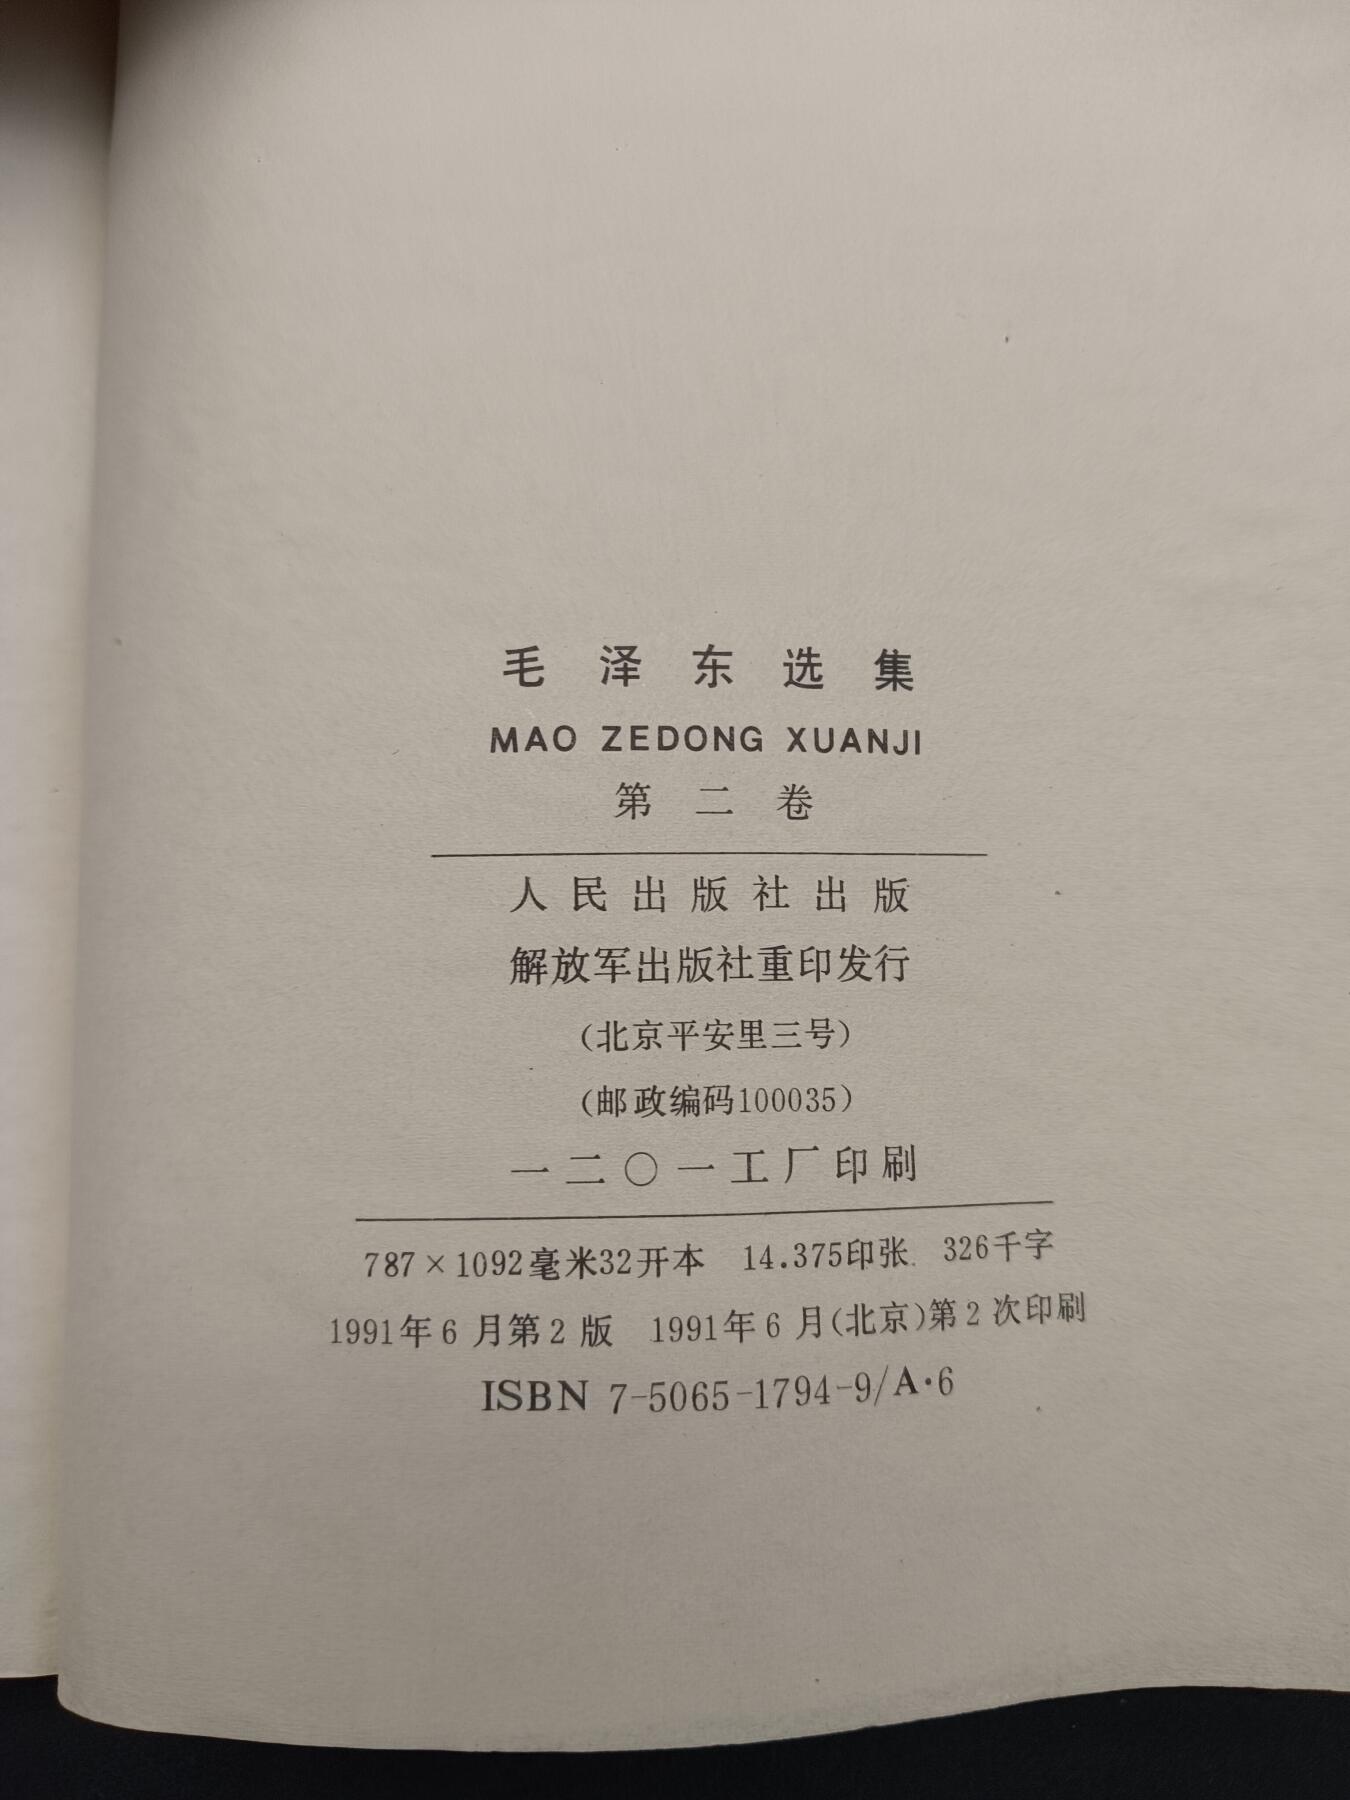 毛泽东选集
MAO ZEDONG XUANJI
第二卷
人民出版社出版
解放军出版社重印发行
（北京平安里三号）
（邮政编码100035）
一二〇一工厂印刷
787×1092毫米32开本 14.375印张 326千字
1991年6月第2版 1991年6月（北京）第2次印刷
ISBN 7-5065-1794-9/A·6